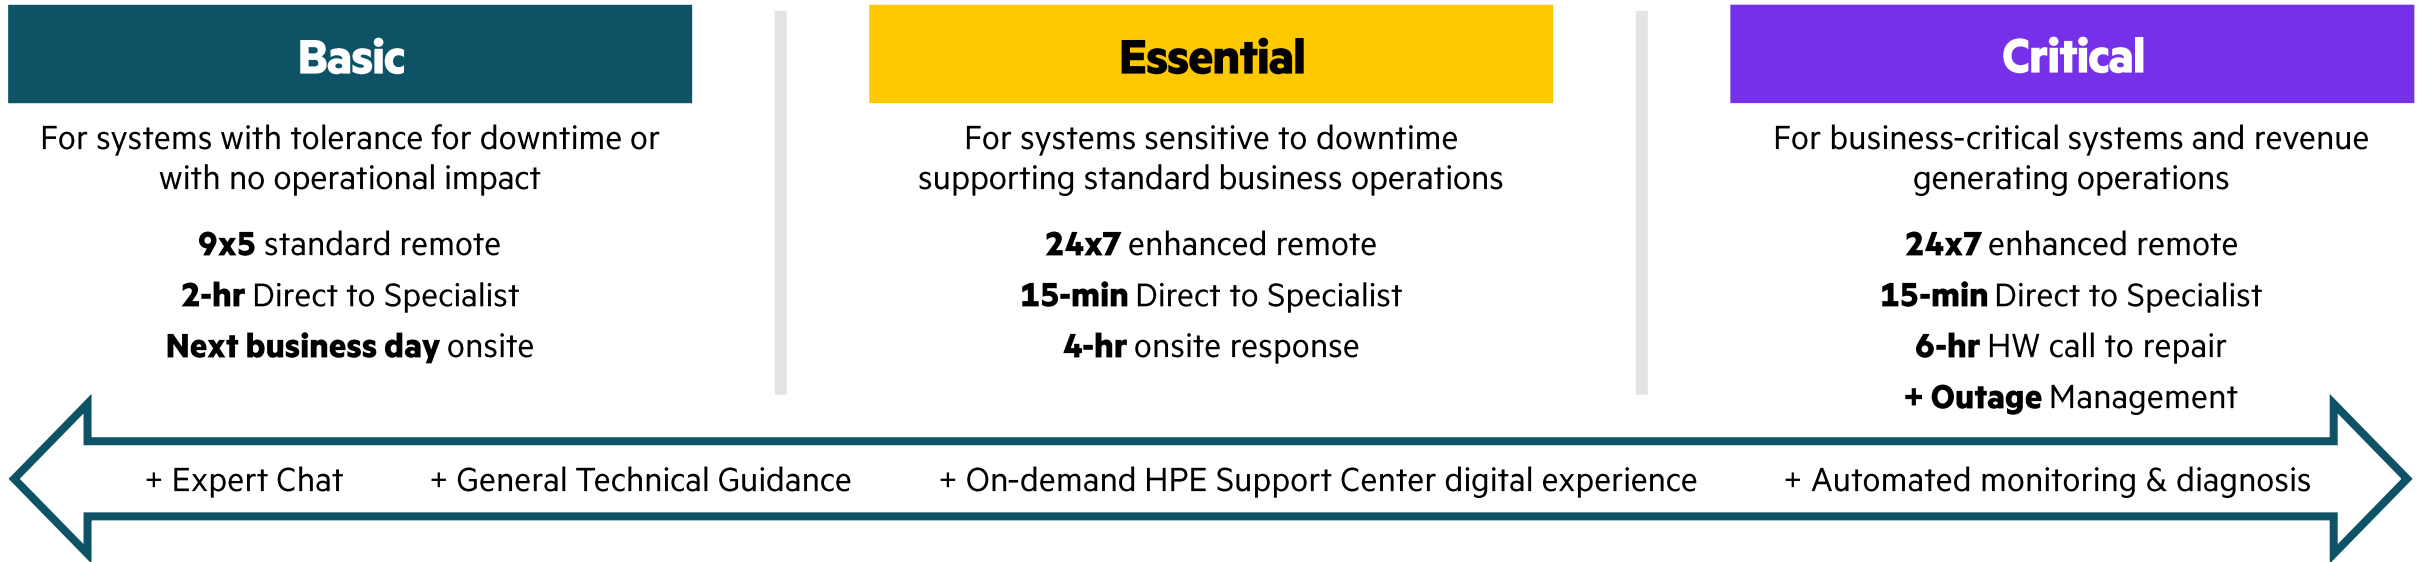 Basic
For systems with tolerance for downtime or
with no operational impact
9x5 standard remote
2-hr Direct to Specialist
Next business day onsite
Essential
For systems sensitive to downtime
supporting standard business operations
24x7 enhanced remote
15-min Direct to Specialist
4-hr onsite response
Critical
For business-critical systems and revenue
generating operations
24x7 enhanced remote
15-min Direct to Specialist
6-hr HW call to repair
+ Outage Management
+ Expert Chat
+ General Technical Guidance
+ On-demand HPE Support Center digital experience
+ Automated monitoring & diagnosis